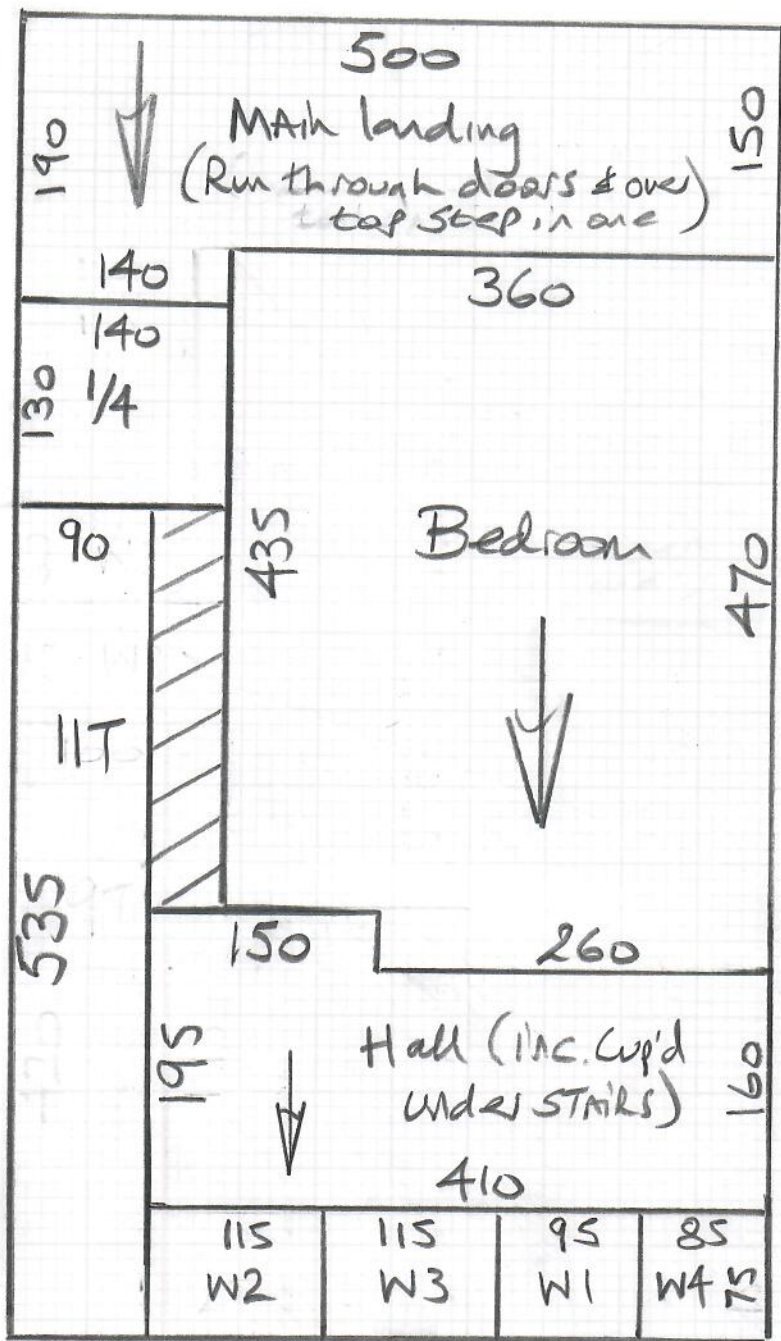 500
190
MAin landing
150
(Run through doors & over)
top step in one
140
360
140
130
1/4
90
435
Bedroom
470
11T
535
150
260
195
Hall (inc. Cup'd
under STAIRS)
160
410
115
115
95
85
W2
W3
W1
W4
75